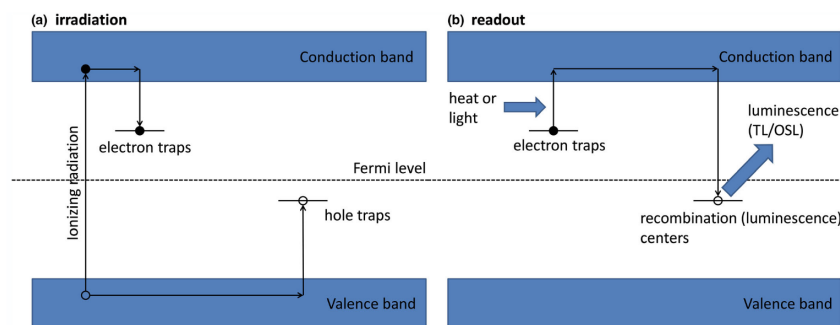 (a) irradiation
Conduction band
electron traps
Fermi level
Ionizing radiation
hole traps
Valence band
(b) readout
Conduction band
heat or
light
electron traps
luminescence
(TL/OSL)
recombination (luminescence)
centers
Valence band